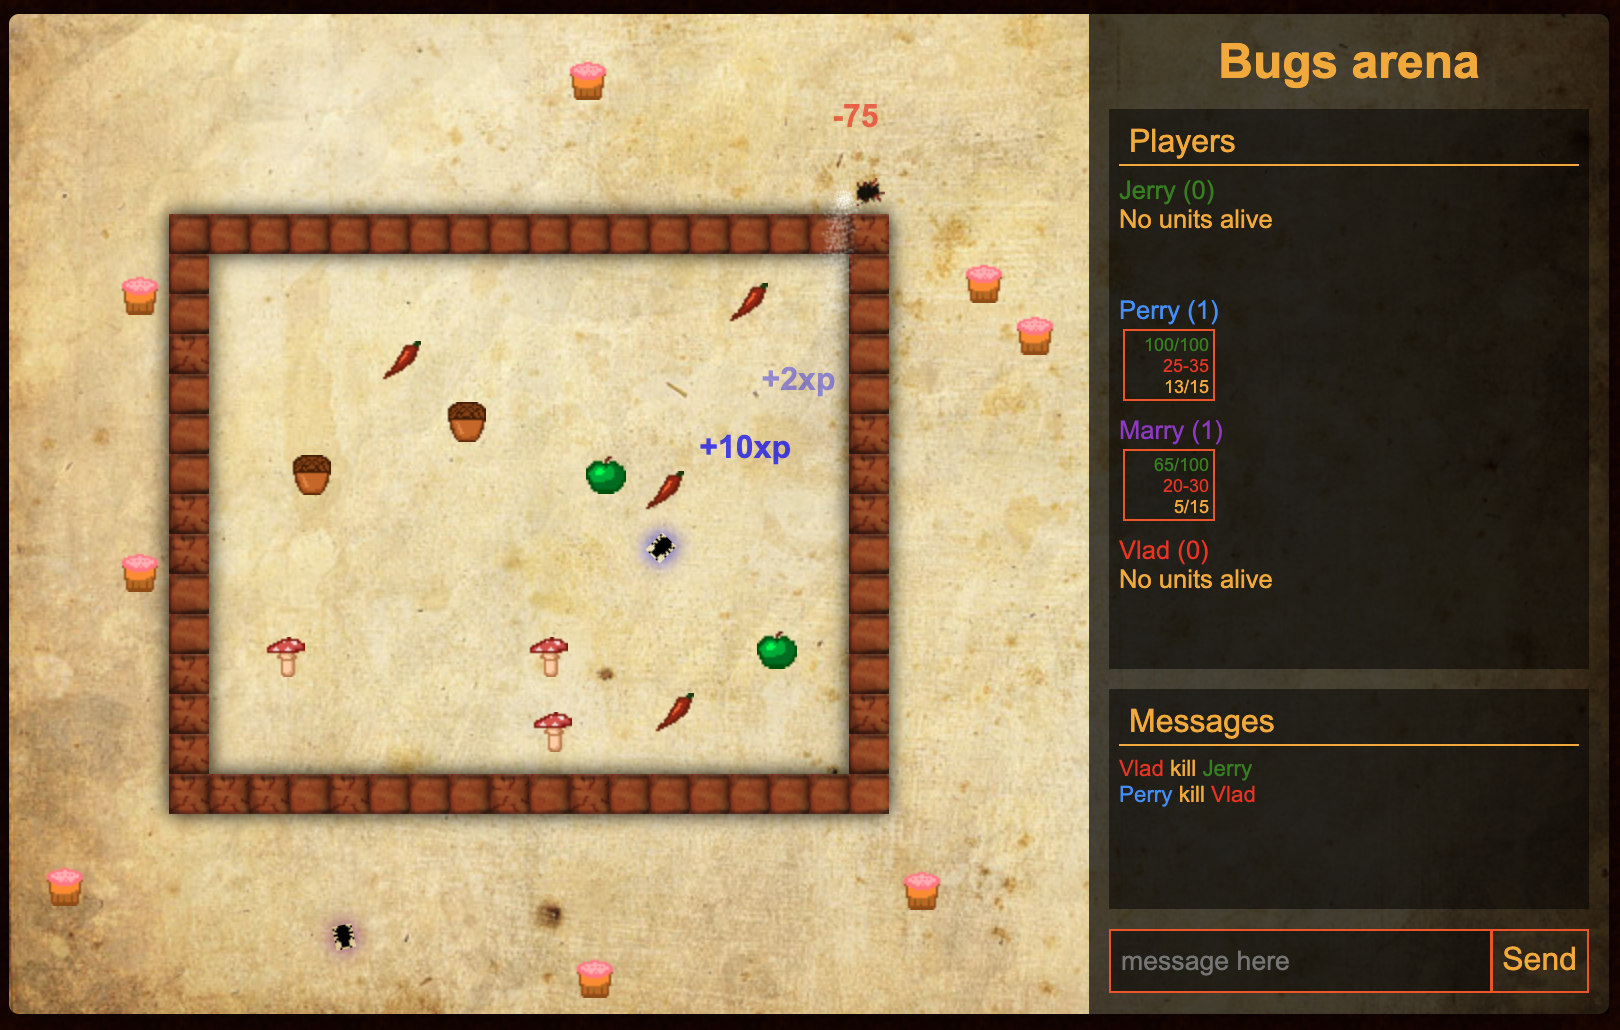 -75
+2xp
+10xp
Bugs arena
Players
Jerry (0)
No units alive
Perry (1)
100/100
25-35
13/15
Marry (1)
65/100
20-30
5/15
Vlad (0)
No units alive
Messages
Vlad kill Jerry
Perry kill Vlad
message here
Send